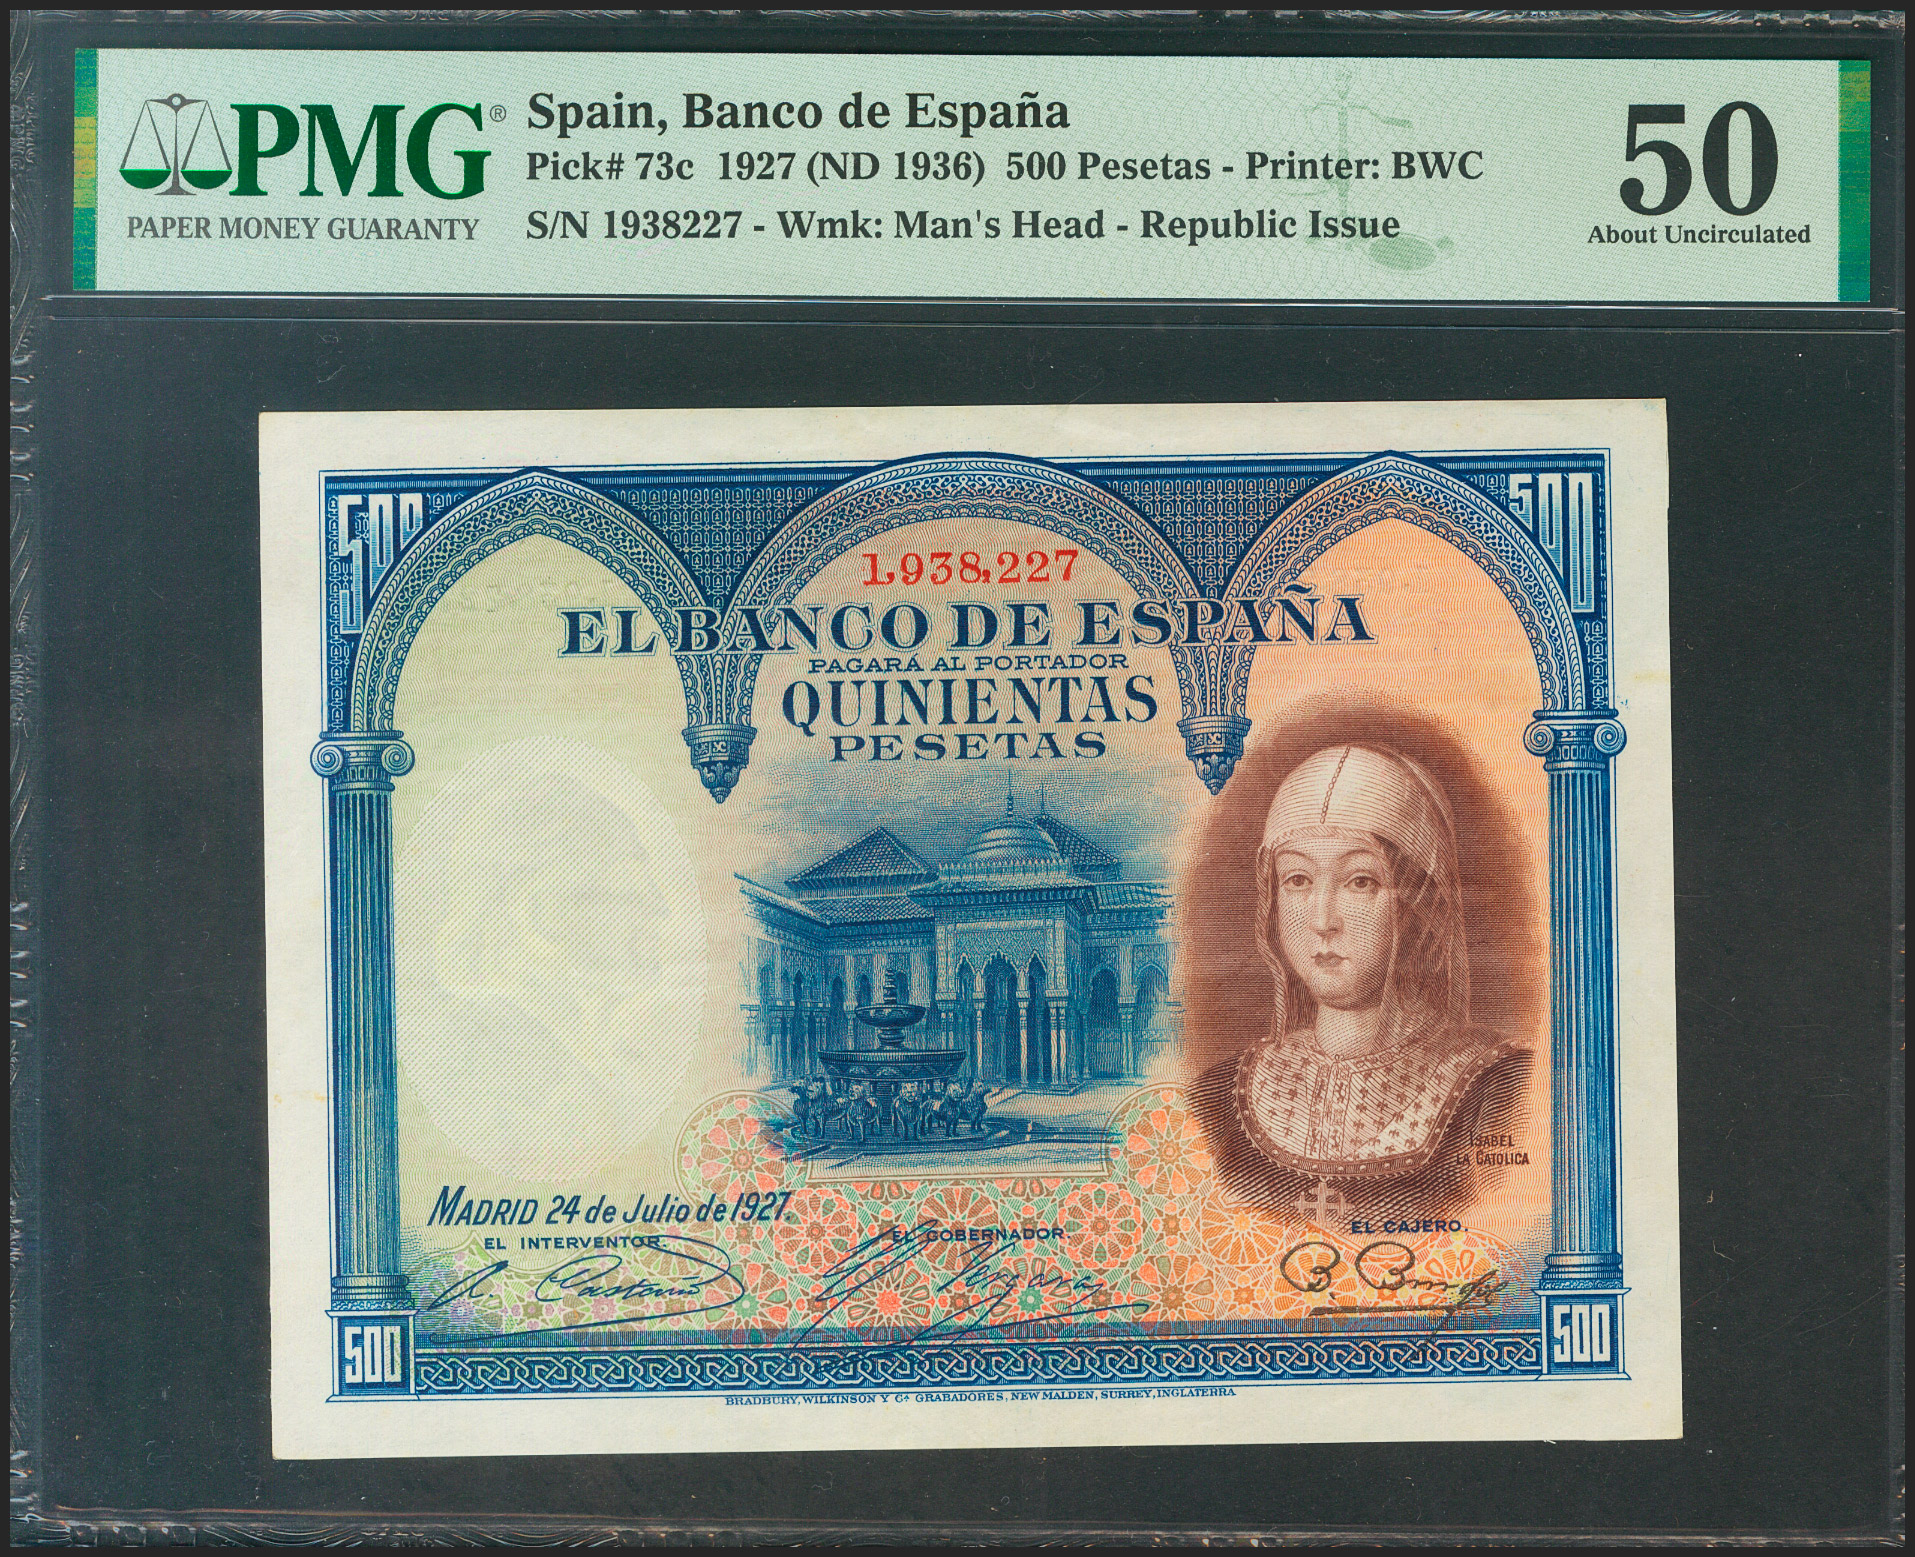 PMG®
PAPER MONEY GUARANTY
Spain, Banco de España
Pick# 73c 1927 (ND 1936) 500 Pesetas - Printer: BWC
S/N 1938227 - Wmk: Man's Head - Republic Issue
50
About Uncirculated
500
500
1,938,227
EL BANCO DE ESPAÑA
PAGARÁ AL PORTADOR
QUINIENTAS
PESETAS
ISABEL
LA CATOLICA
MADRID 24 de Julio de 1927.
EL INTERVENTOR.
EL GOBERNADOR.
EL CAJERO.
500
500
BRADBURY, WILKINSON Y Cª. GRABADORES, NEW MALDEN, SURREY, INGLATERRA